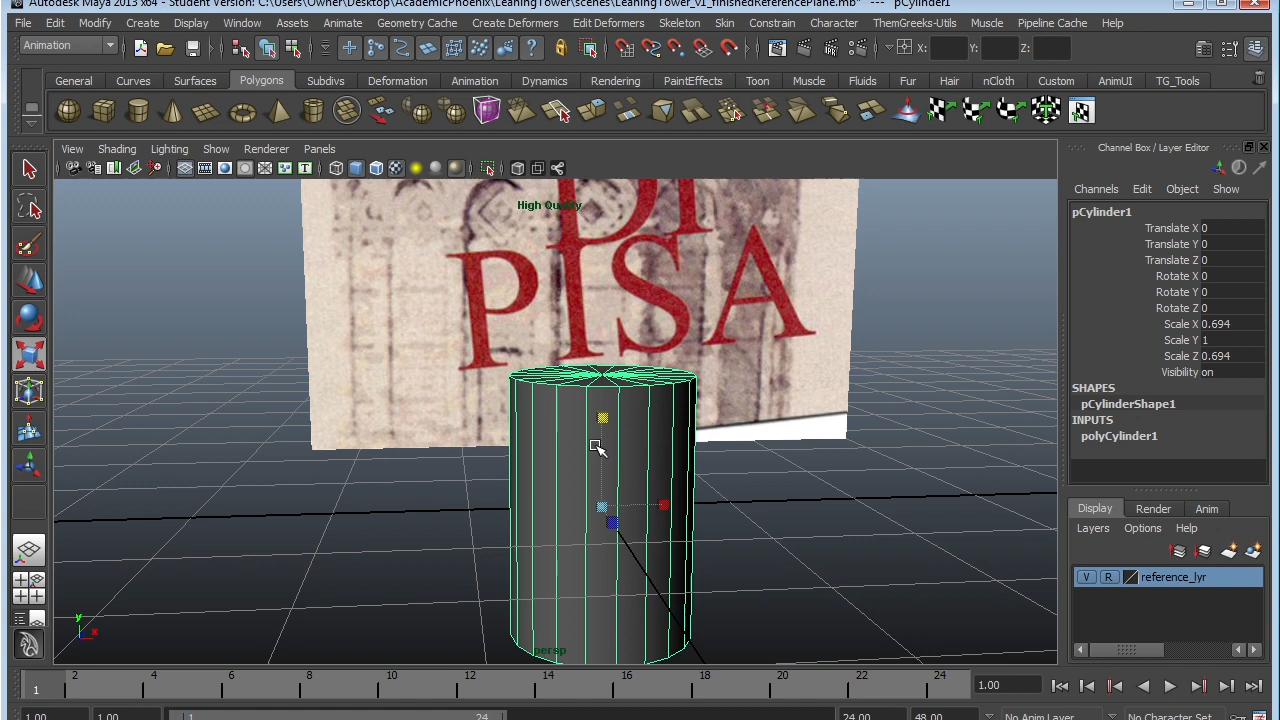 Autodesk Maya 2013 x64 - Student Version: C:\Users\Owner\Desktop\AcademicPhoenix\LeaningTower\scenes\LeaningTower_v1_finishedReferencePlane.mb* --- pCylinder1
File Edit Modify Create Display Window Assets Animate Geometry Cache Create Deformers Edit Deformers Skeleton Skin Constrain Character ThemGreeks-Utils Muscle Pipeline Cache Help
Animation X: Y: Z:
General Curves Surfaces Polygons Subdivs Deformation Animation Dynamics Rendering PaintEffects Toon Muscle Fluids Fur Hair nCloth Custom AnimUI TG_Tools
View Shading Lighting Show Renderer Panels
Channel Box / Layer Editor
Channels Edit Object Show
High Quality
DI
PISA
persp
y
x
pCylinder1
Translate X 0
Translate Y 0
Translate Z 0
Rotate X 0
Rotate Y 0
Rotate Z 0
Scale X 0.694
Scale Y 1
Scale Z 0.694
Visibility on
SHAPES
pCylinderShape1
INPUTS
polyCylinder1
Display Render Anim
Layers Options Help
V R reference_lyr
1 2 4 6 8 10 12 14 16 18 20 22 24 1.00
1.00 1.00 1 24 24.00 48.00 No Anim Layer No Character Set